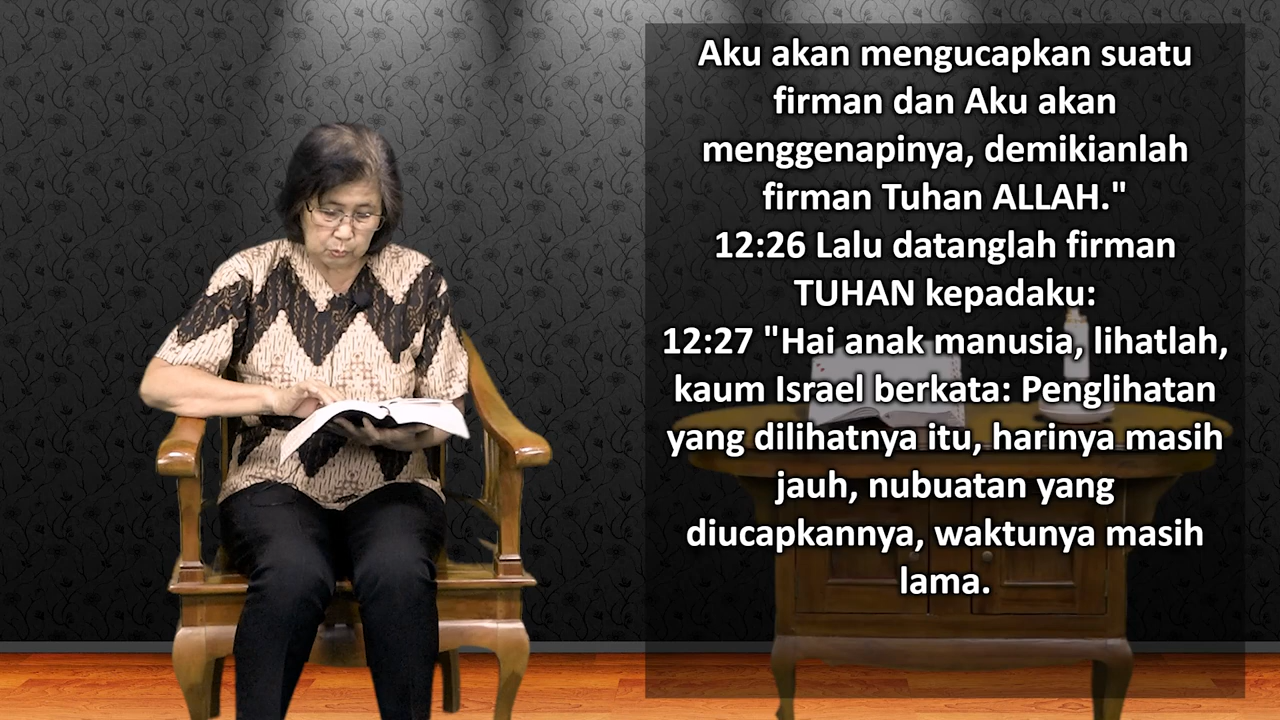 Aku akan mengucapkan suatu
firman dan Aku akan
menggenapinya, demikianlah
firman Tuhan ALLAH."
12:26 Lalu datanglah firman
TUHAN kepadaku:
12:27 "Hai anak manusia, lihatlah,
kaum Israel berkata: Penglihatan
yang dilihatnya itu, harinya masih
jauh, nubuatan yang
diucapkannya, waktunya masih
lama.